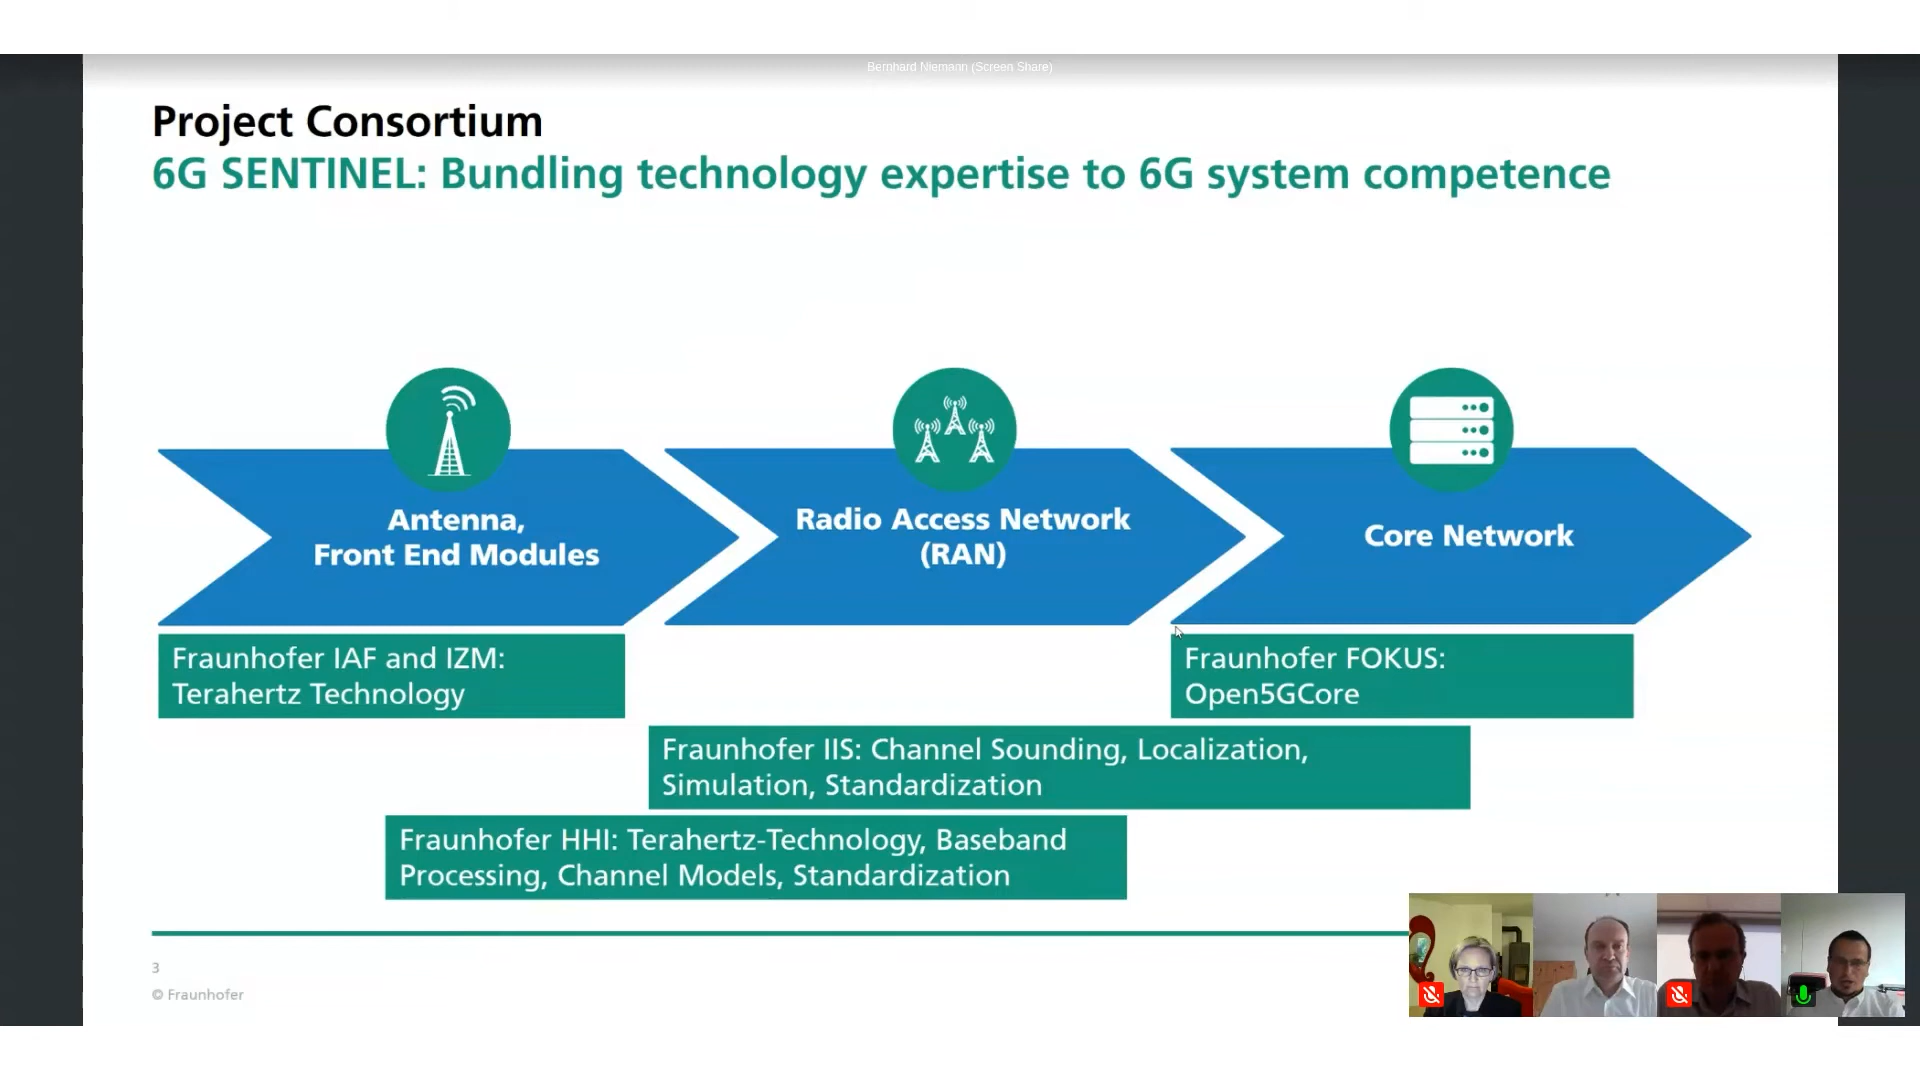 Bernhard Niemann (Screen Share)
Project Consortium
6G SENTINEL: Bundling technology expertise to 6G system competence
Antenna,
Front End Modules
Radio Access Network
(RAN)
Core Network
Fraunhofer IAF and IZM:
Terahertz Technology
Fraunhofer FOKUS:
Open5GCore
Fraunhofer IIS: Channel Sounding, Localization,
Simulation, Standardization
Fraunhofer HHI: Terahertz-Technology, Baseband
Processing, Channel Models, Standardization
3
© Fraunhofer